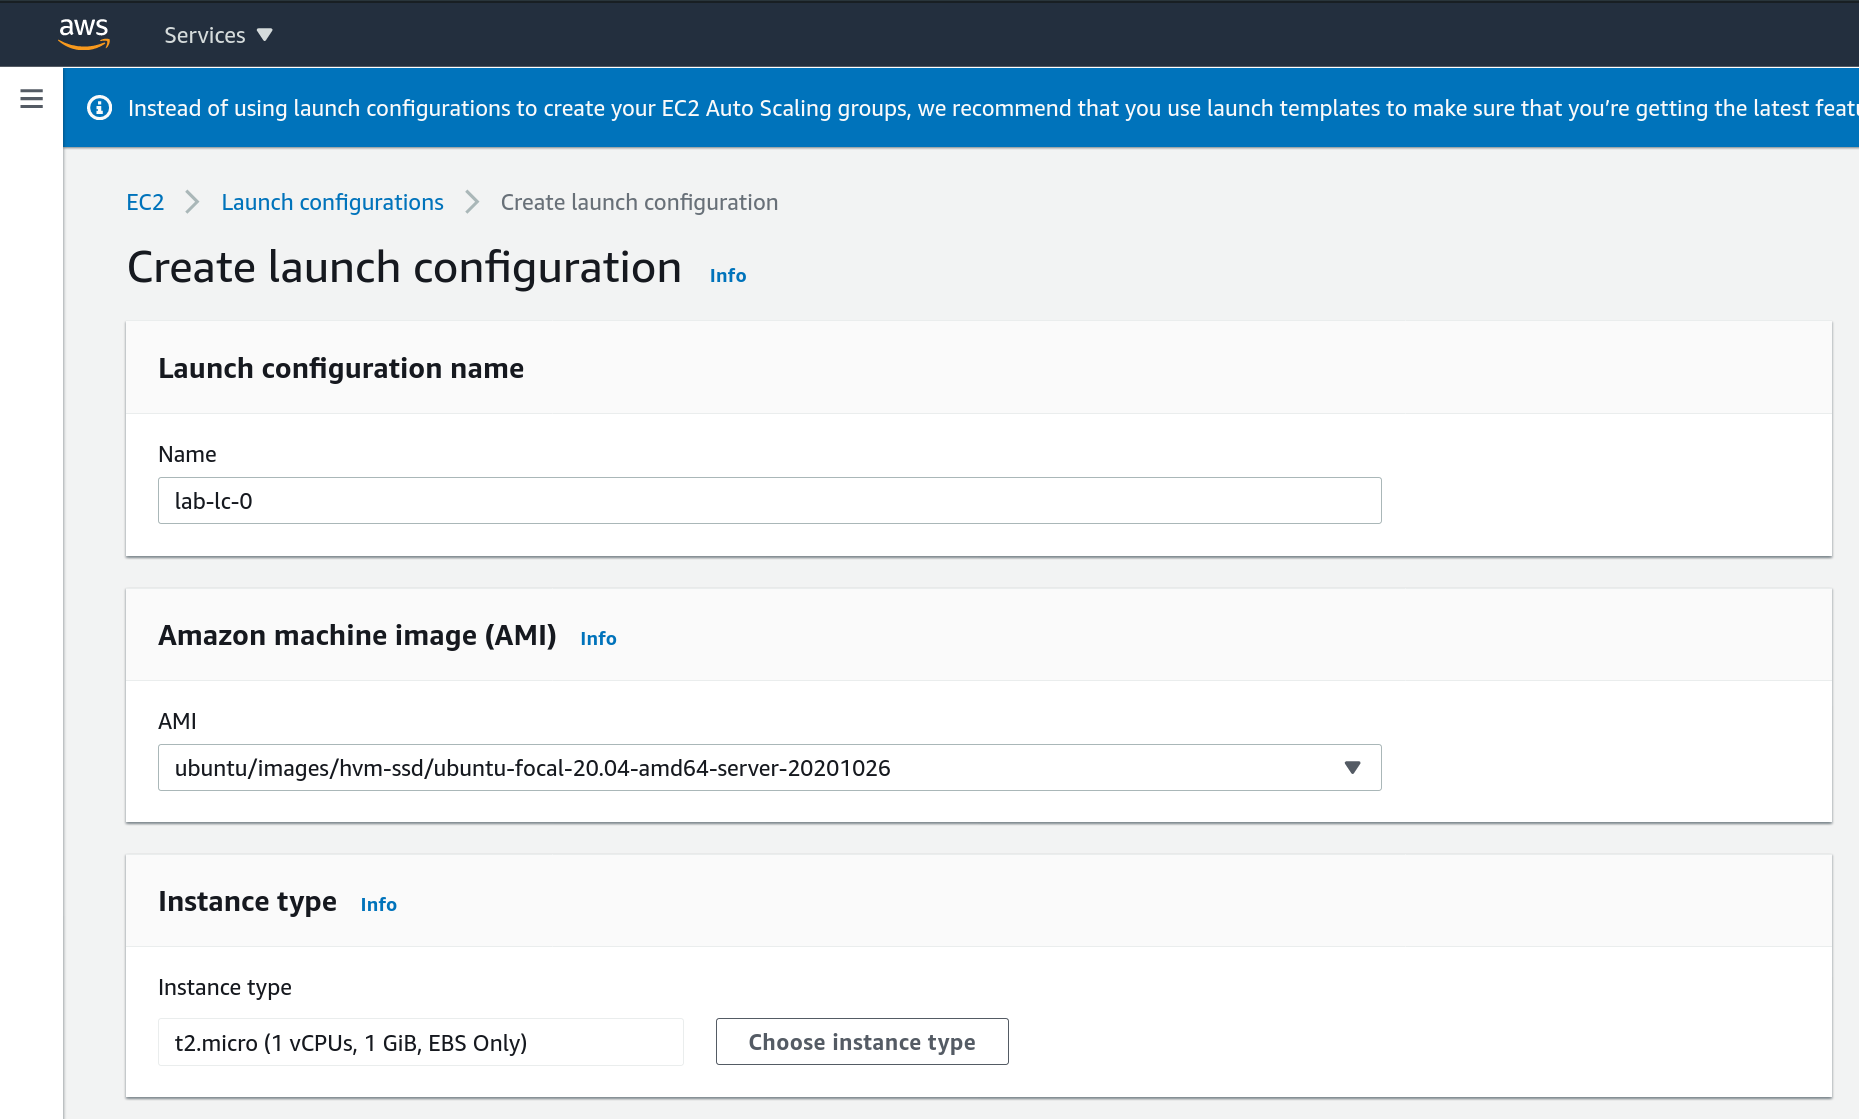 aws
Services
Instead of using launch configurations to create your EC2 Auto Scaling groups, we recommend that you use launch templates to make sure that you’re getting the latest
EC2 Launch configurations Create launch configuration
Create launch configuration Info
Launch configuration name
Name
lab-lc-0
Amazon machine image (AMI) Info
AMI
ubuntu/images/hvm-ssd/ubuntu-focal-20.04-amd64-server-20201026
Instance type Info
Instance type
t2.micro (1 vCPUs, 1 GiB, EBS Only) Choose instance type